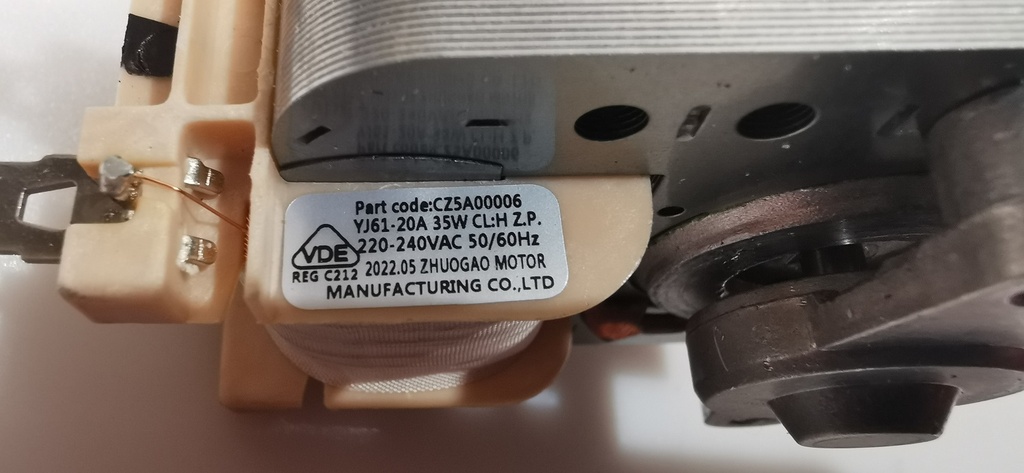 Part code:CZ5A00006
YJ61-20A 35W CL:H Z.P.
VDE 220-240VAC 50/60Hz
REG C212 2022.05 ZHUOGAO MOTOR
MANUFACTURING CO.,LTD